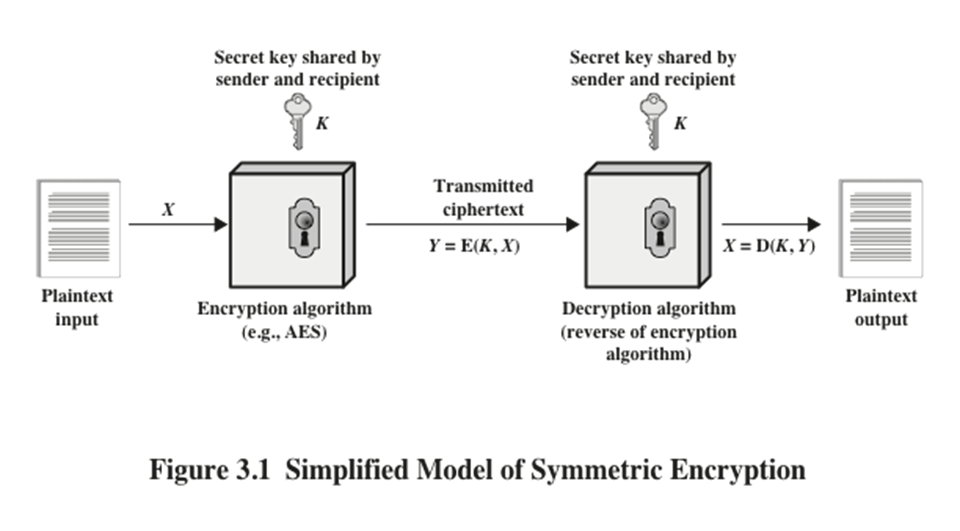 Secret key shared by
sender and recipient
K
Secret key shared by
sender and recipient
K
X
Transmitted
ciphertext
Y = E(K, X)
X = D(K, Y)
Plaintext
input
Encryption algorithm
(e.g., AES)
Decryption algorithm
(reverse of encryption
algorithm)
Plaintext
output
Figure 3.1 Simplified Model of Symmetric Encryption